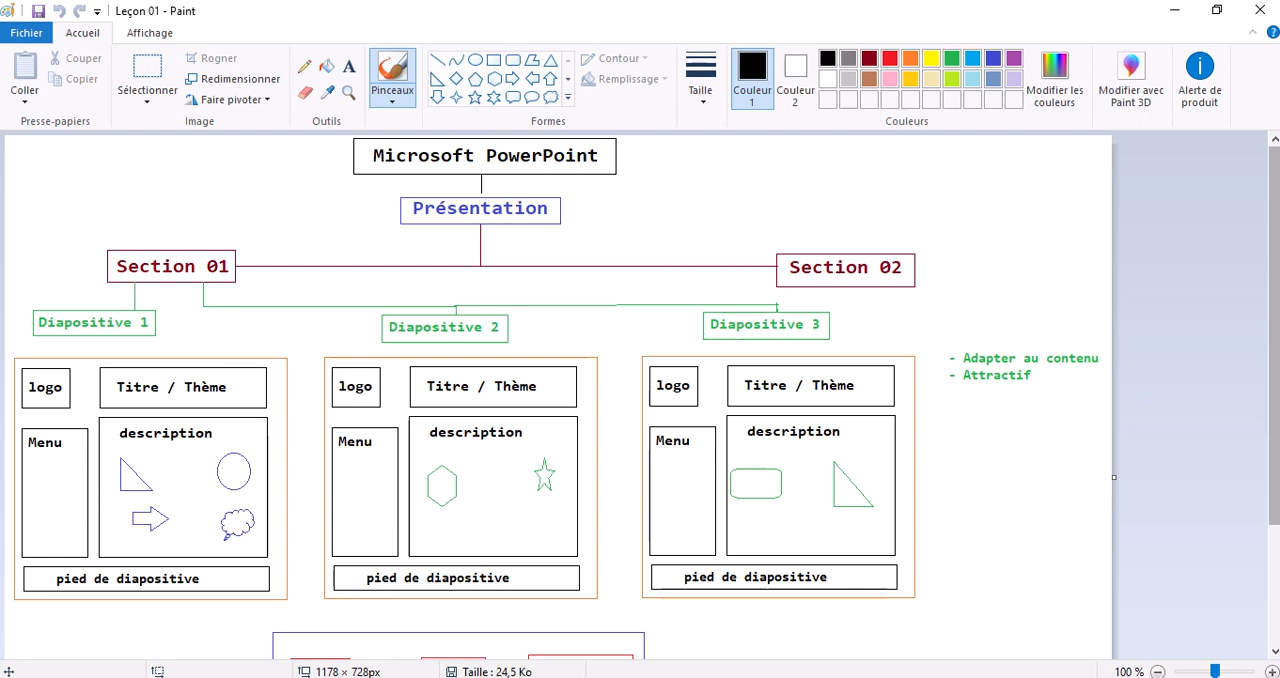 Leçon 01 - Paint
Fichier
Accueil
Affichage
Coller
Couper
Copier
Presse-papiers
Sélectionner
Rogner
Redimensionner
Faire pivoter
Image
Outils
Pinceaux
Contour
Remplissage
Formes
Taille
Couleur 1
Couleur 2
Modifier les couleurs
Couleurs
Modifier avec Paint 3D
Alerte de produit
Microsoft PowerPoint
Présentation
Section 01
Section 02
Diapositive 1
Diapositive 2
Diapositive 3
- Adapter au contenu
- Attractif
logo
Titre / Thème
Menu
description
pied de diapositive
logo
Titre / Thème
Menu
description
pied de diapositive
logo
Titre / Thème
Menu
description
pied de diapositive
1178 × 728px
Taille : 24,5 Ko
100 %